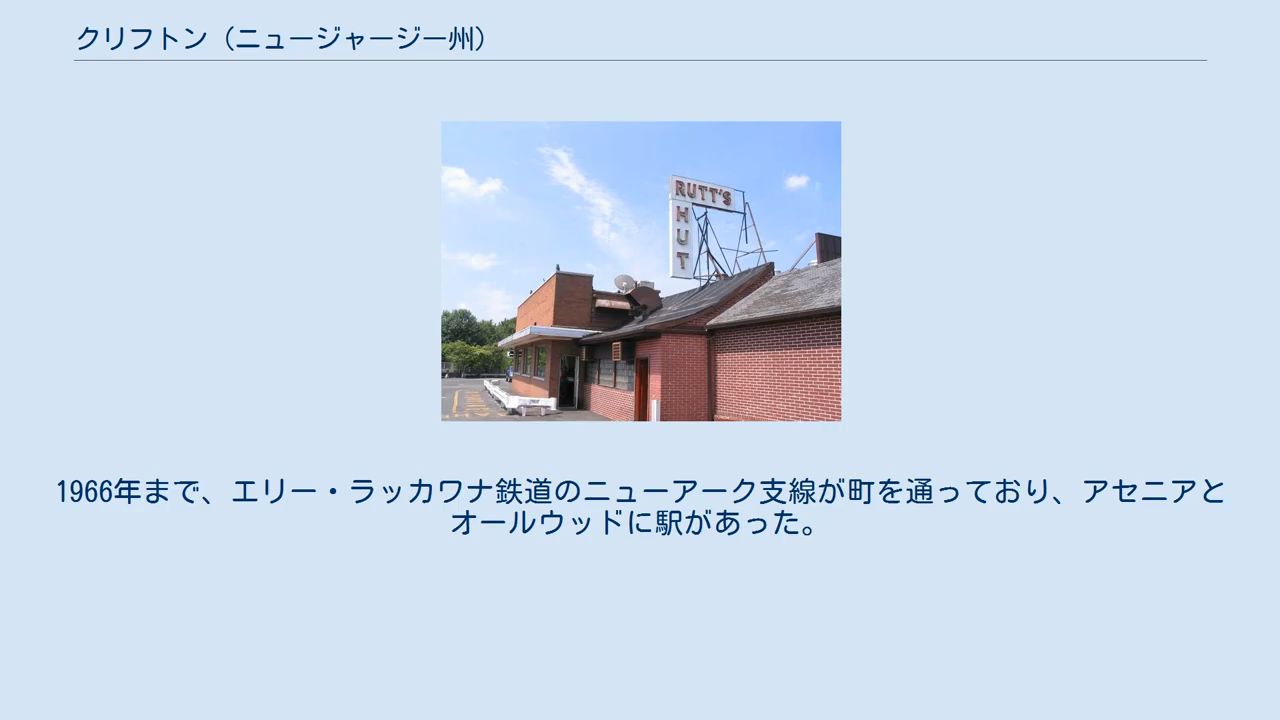 クリフトン（ニュージャージー州）
RUTT'S
HUT
1966年まで、エリー・ラッカワナ鉄道のニューアーク支線が町を通っており、アセニアと
オールウッドに駅があった。